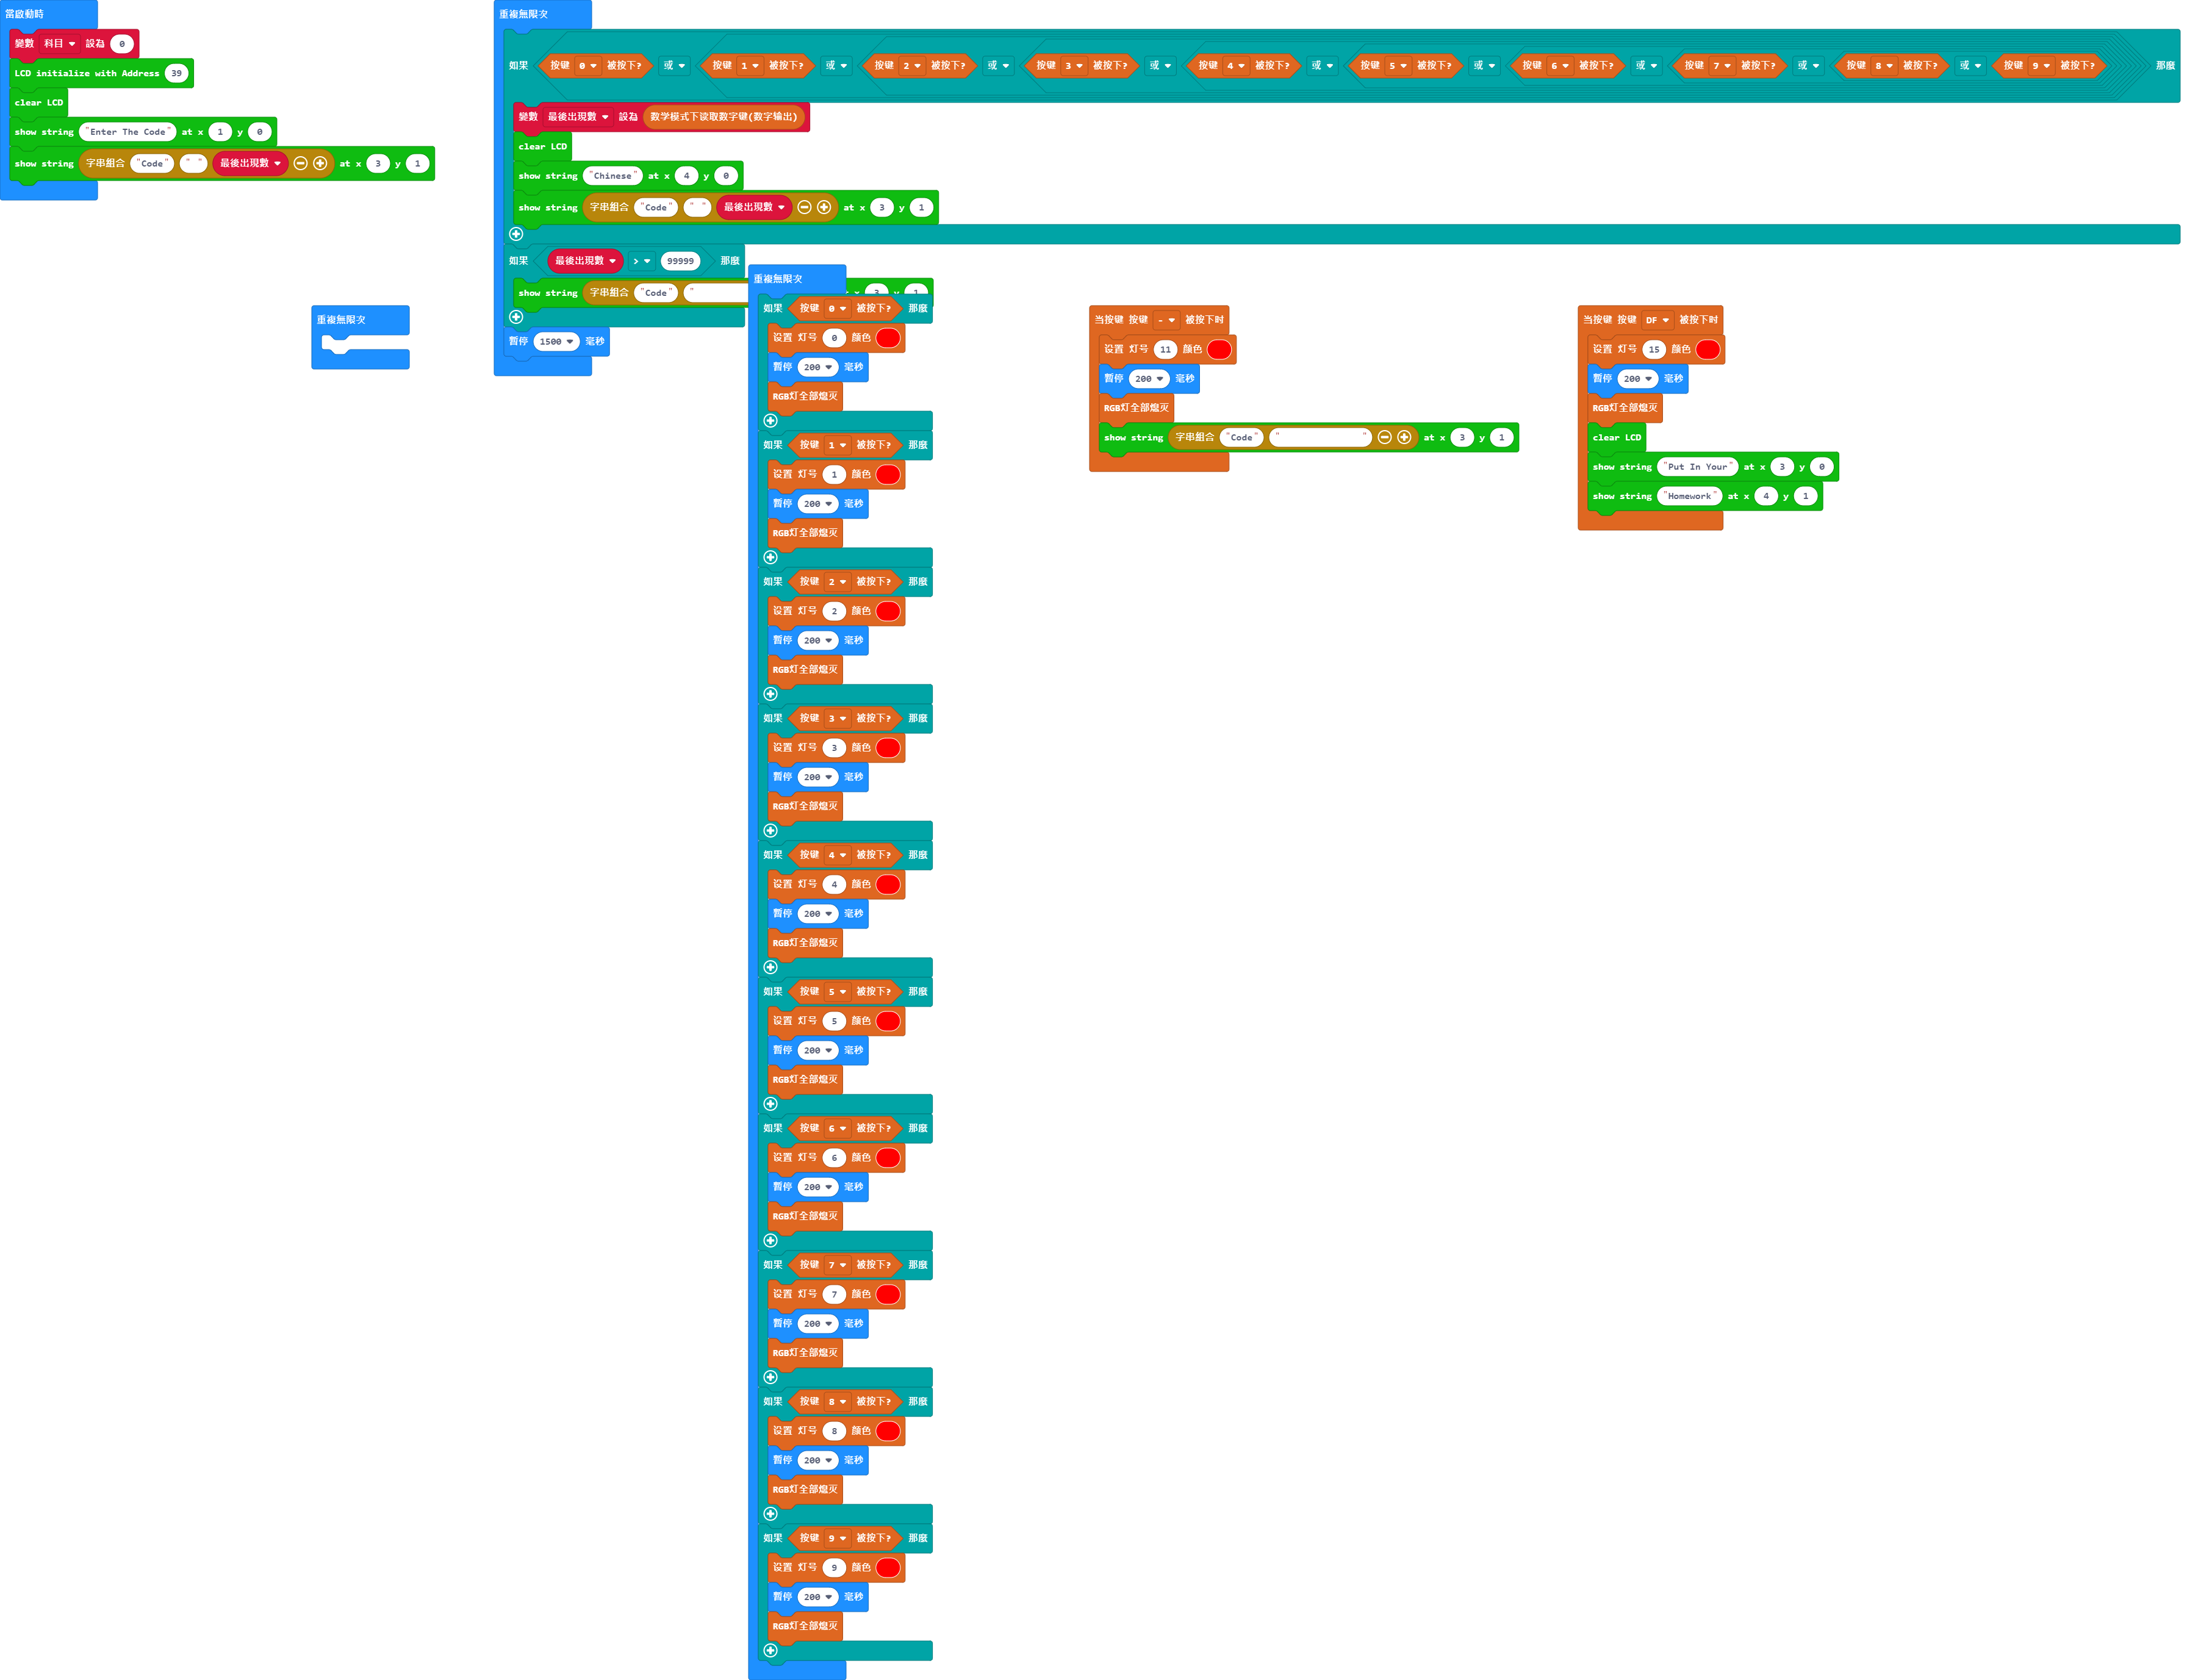 當啟動時
變數 科目 設為 0
LCD initialize with Address 39
clear LCD
show string "Enter The Code" at x 1 y 0
show string 字串組合 "Code" " " 最後出現數 at x 3 y 1
重複無限次
如果 按键 0 被按下? 或 按键 1 被按下? 或 按键 2 被按下? 或 按键 3 被按下? 或 按键 4 被按下? 或 按键 5 被按下? 或 按键 6 被按下? 或 按键 7 被按下? 或 按键 8 被按下? 或 按键 9 被按下? 那麼
變數 最後出現數 設為 数学模式下读取数字键(数字输出)
clear LCD
show string "Chinese" at x 4 y 0
show string 字串組合 "Code" " " 最後出現數 at x 3 y 1
如果 最後出現數 > 99999 那麼
show string 字串組合 "Code" " x 3 y 1
暫停 1500 毫秒
重複無限次
重複無限次
如果 按键 0 被按下? 那麼
设置 灯号 0 颜色
暫停 200 毫秒
RGB灯全部熄灭
如果 按键 1 被按下? 那麼
设置 灯号 1 颜色
暫停 200 毫秒
RGB灯全部熄灭
如果 按键 2 被按下? 那麼
设置 灯号 2 颜色
暫停 200 毫秒
RGB灯全部熄灭
如果 按键 3 被按下? 那麼
设置 灯号 3 颜色
暫停 200 毫秒
RGB灯全部熄灭
如果 按键 4 被按下? 那麼
设置 灯号 4 颜色
暫停 200 毫秒
RGB灯全部熄灭
如果 按键 5 被按下? 那麼
设置 灯号 5 颜色
暫停 200 毫秒
RGB灯全部熄灭
如果 按键 6 被按下? 那麼
设置 灯号 6 颜色
暫停 200 毫秒
RGB灯全部熄灭
如果 按键 7 被按下? 那麼
设置 灯号 7 颜色
暫停 200 毫秒
RGB灯全部熄灭
如果 按键 8 被按下? 那麼
设置 灯号 8 颜色
暫停 200 毫秒
RGB灯全部熄灭
如果 按键 9 被按下? 那麼
设置 灯号 9 颜色
暫停 200 毫秒
RGB灯全部熄灭
当按键 按键 - 被按下时
设置 灯号 11 颜色
暫停 200 毫秒
RGB灯全部熄灭
show string 字串組合 "Code" " " at x 3 y 1
当按键 按键 DF 被按下时
设置 灯号 15 颜色
暫停 200 毫秒
RGB灯全部熄灭
clear LCD
show string "Put In Your" at x 3 y 0
show string "Homework" at x 4 y 1